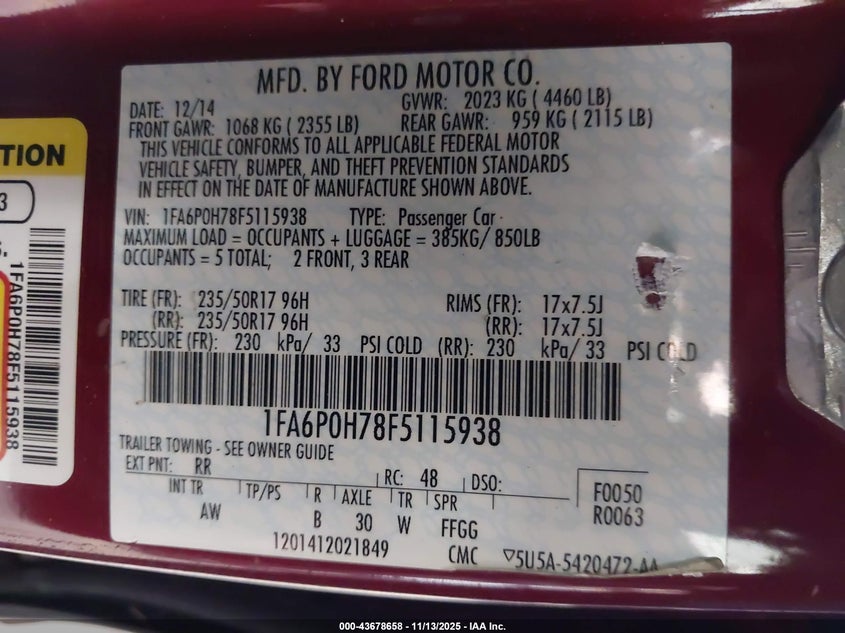 MFD. BY FORD MOTOR CO.
DATE: 12/14 GVWR: 2023 KG ( 4460 LB)
FRONT GAWR: 1068 KG ( 2355 LB) REAR GAWR: 959 KG ( 2115 LB)
THIS VEHICLE CONFORMS TO ALL APPLICABLE FEDERAL MOTOR
VEHICLE SAFETY, BUMPER, AND THEFT PREVENTION STANDARDS
IN EFFECT ON THE DATE OF MANUFACTURE SHOWN ABOVE.
VIN: 1FA6P0H78F5115938 TYPE: Passenger Car
MAXIMUM LOAD = OCCUPANTS + LUGGAGE = 385KG/ 850LB
OCCUPANTS = 5 TOTAL; 2 FRONT, 3 REAR
TIRE (FR): 235/50R17 96H RIMS (FR): 17x7.5J
(RR): 235/50R17 96H (RR): 17x7.5J
PRESSURE (FR): 230 kPa/ 33 PSI COLD (RR): 230 kPa/ 33 PSI COLD
1FA6P0H78F5115938
TRAILER TOWING - SEE OWNER GUIDE
EXT PNT: RR RC: 48 DSO:
INT TR TP/PS R AXLE TR SPR F0050
AW B 30 W FFGG R0063
1201412021849 CMC 5U5A-5420472-AA
TION
3
1FA6P0H78F5115938
000-43678658 - 11/13/2025 - IAA Inc.